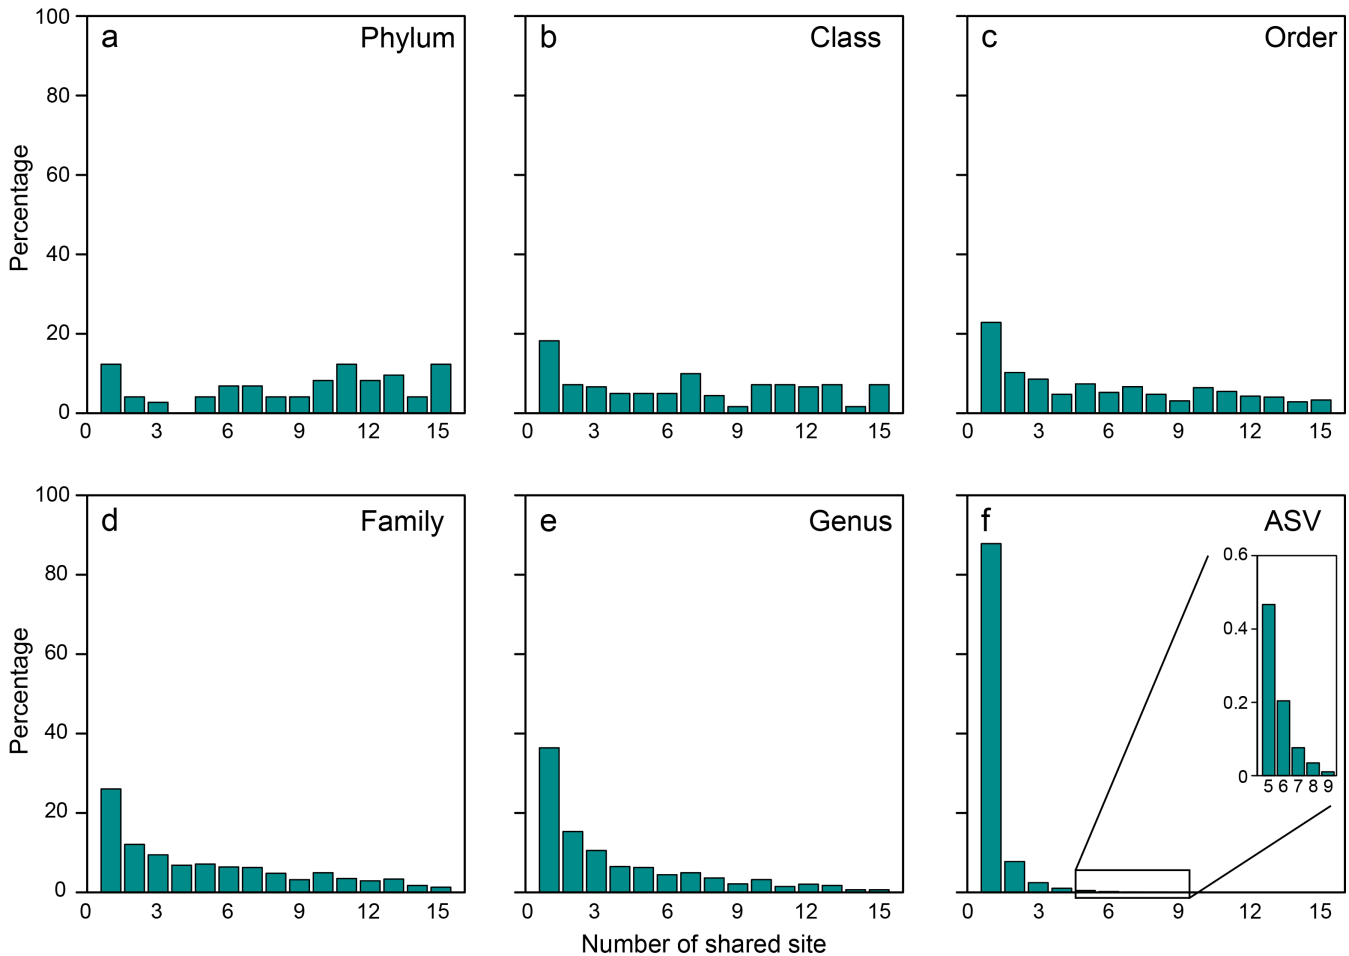 a Phylum
b Class
c Order
100
80
60
40
20
0
Percentage
0 3 6 9 12 15
0 3 6 9 12 15
0 3 6 9 12 15
d Family
e Genus
f ASV
100
80
60
40
20
0
Percentage
0.6
0.4
0.2
0
5 6 7 8 9
0 3 6 9 12 15
0 3 6 9 12 15
0 3 6 9 12 15
Number of shared site